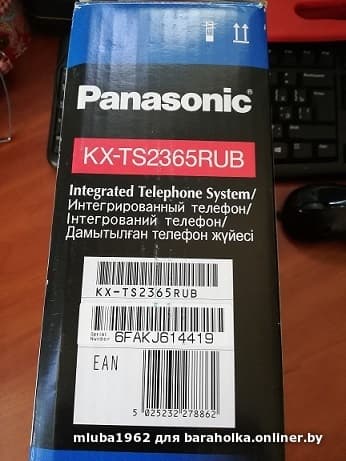 Panasonic®
KX-TS2365RUB
Integrated Telephone System/
Интегрированный телефон/
Інтегрований телефон/
Дамытылған телефон жүйесі
KX-TS2365RUB
Serial
Number 6FAKJ614419
EAN
5 025232 278862
mluba1962 для baraholka.onliner.by